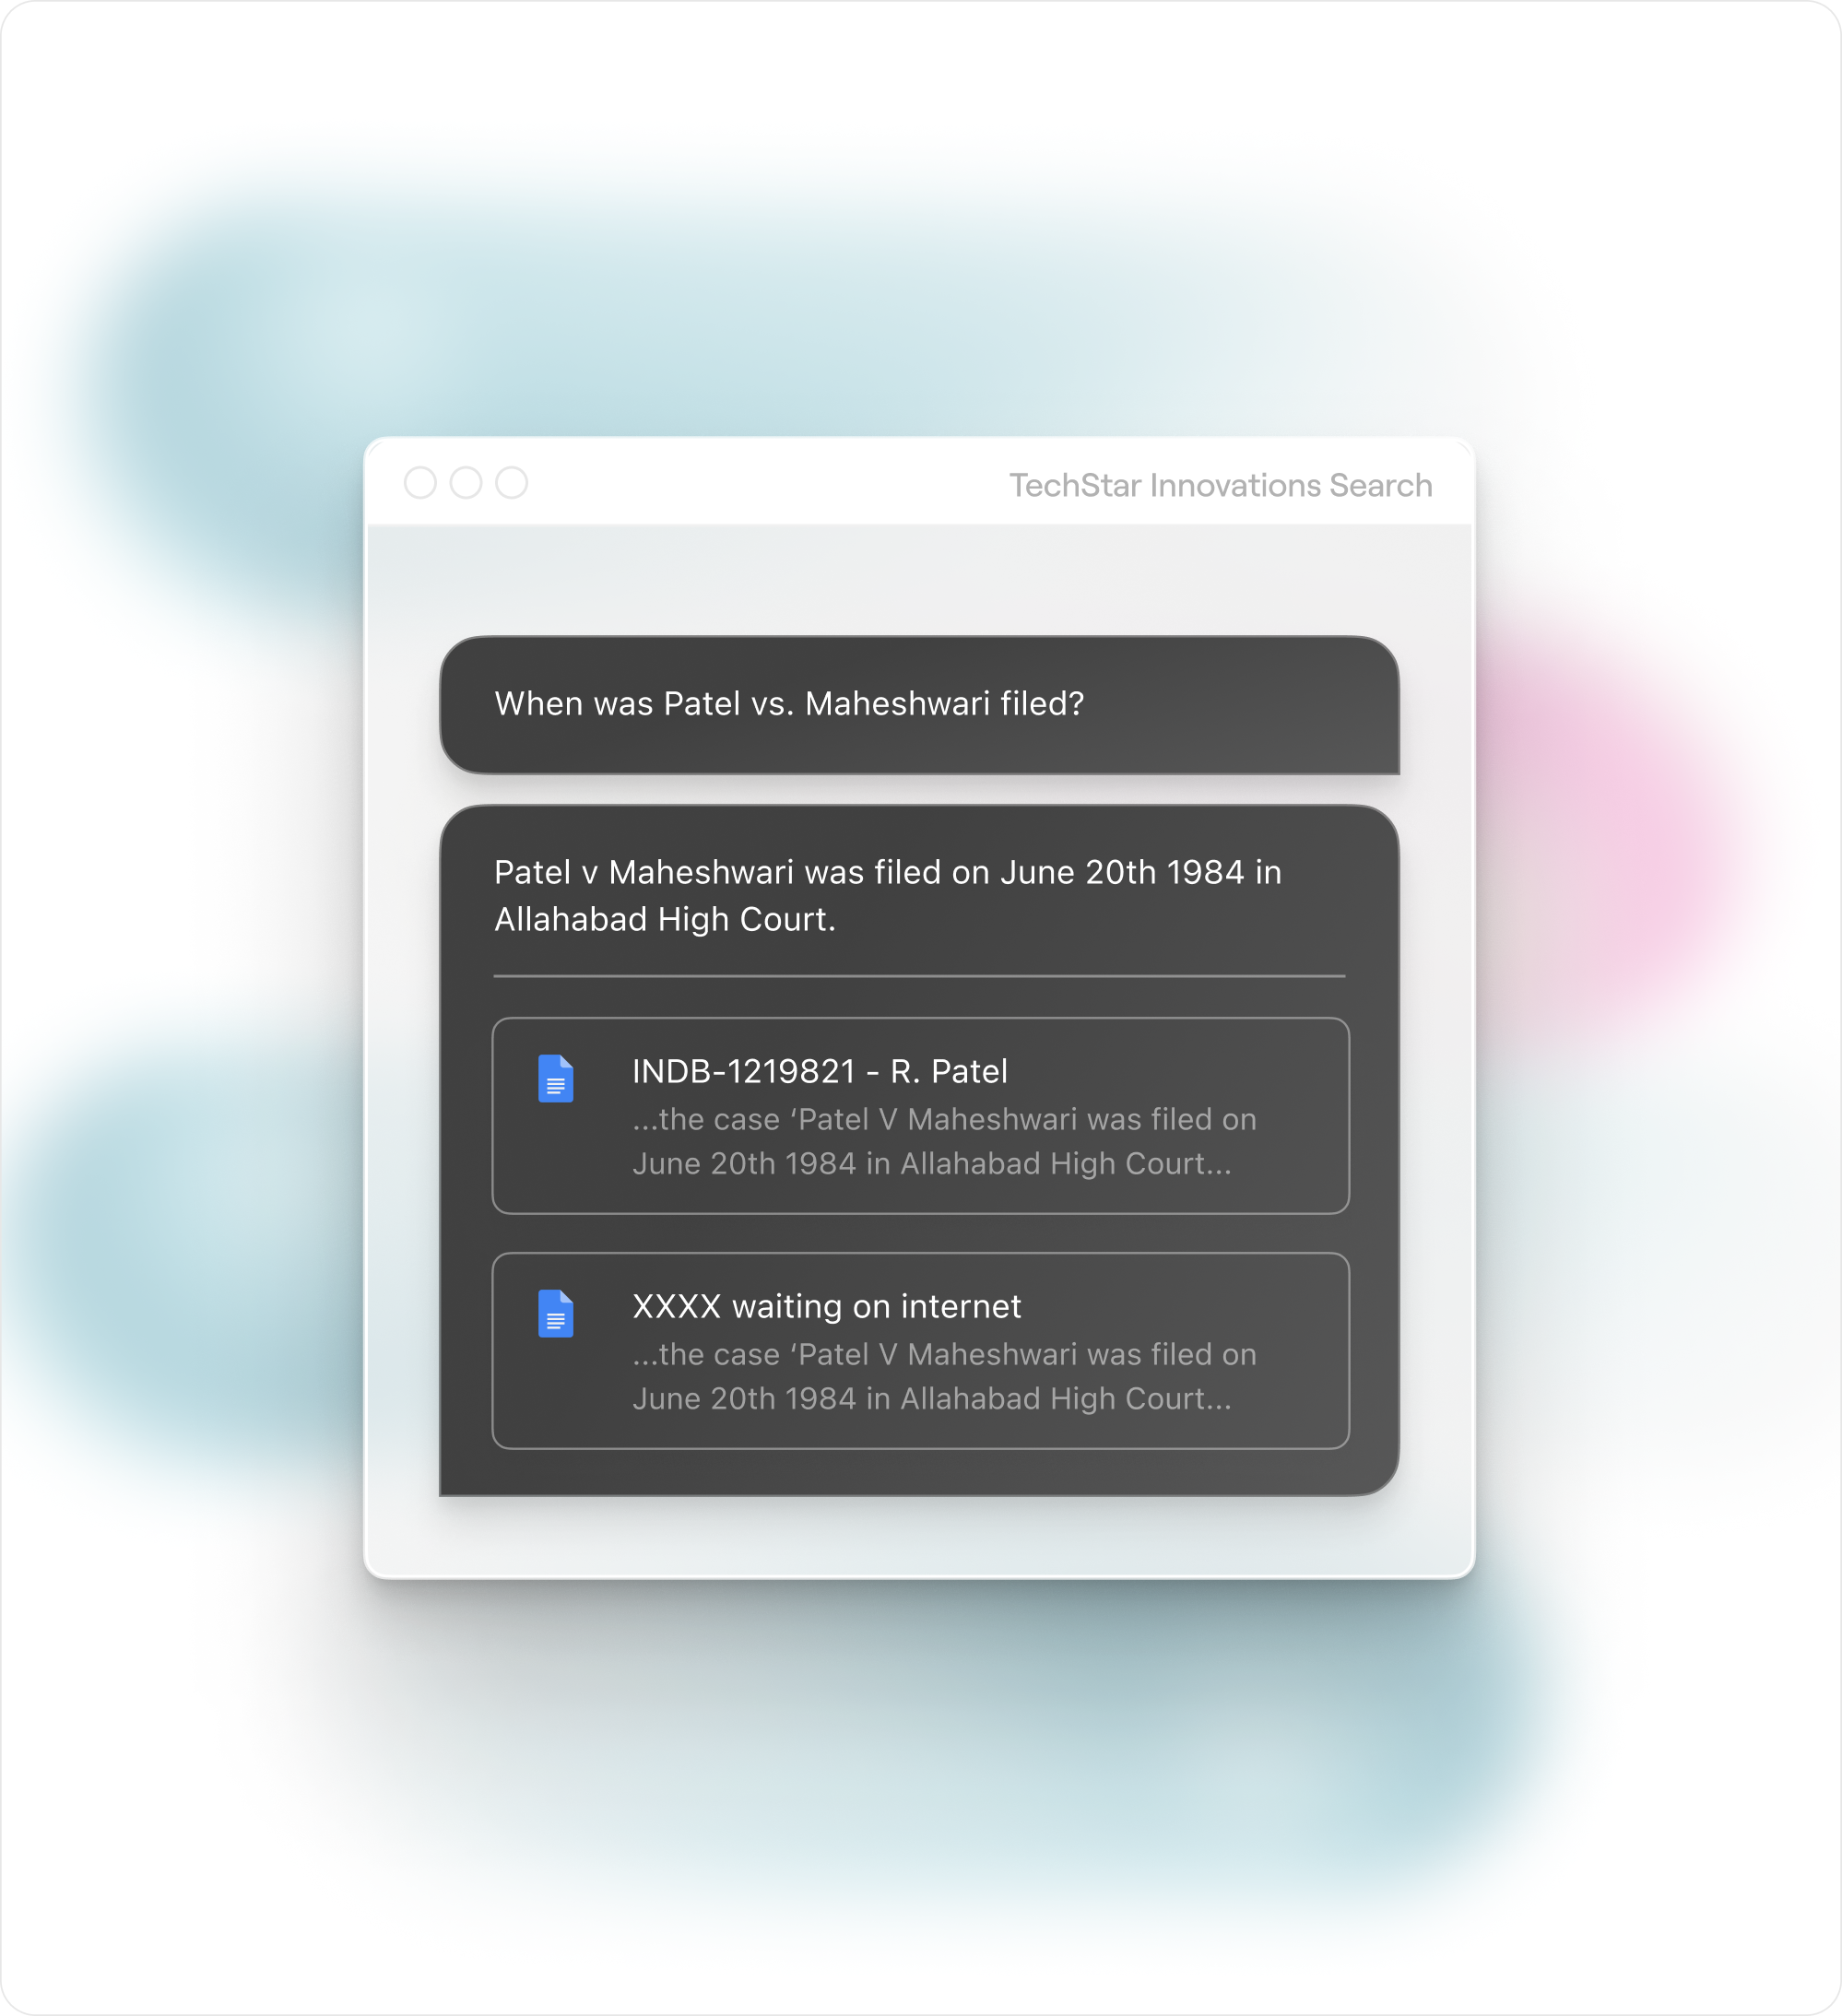 TechStar Innovations Search
When was Patel vs. Maheshwari filed?
Patel v Maheshwari was filed on June 20th 1984 in
Allahabad High Court.
INDB-1219821 - R. Patel
...the case ‘Patel V Maheshwari was filed on
June 20th 1984 in Allahabad High Court...
XXXX waiting on internet
...the case ‘Patel V Maheshwari was filed on
June 20th 1984 in Allahabad High Court...